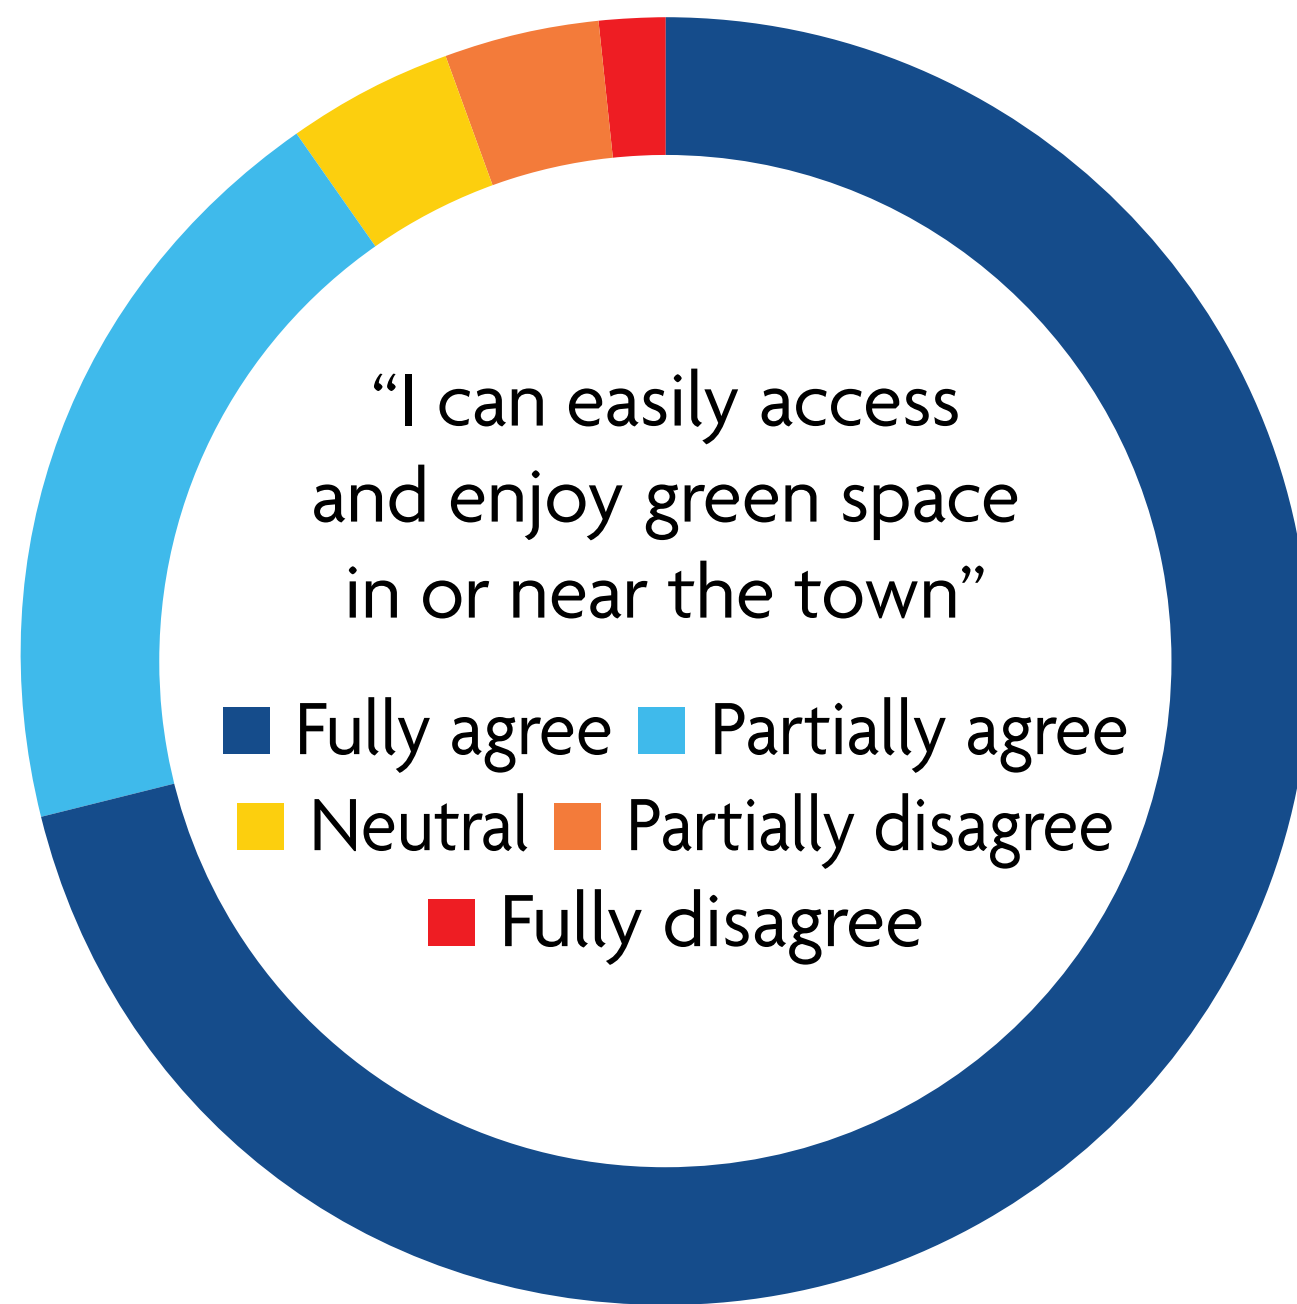 “I can easily access
and enjoy green space
in or near the town”
Fully agree Partially agree
Neutral Partially disagree
Fully disagree